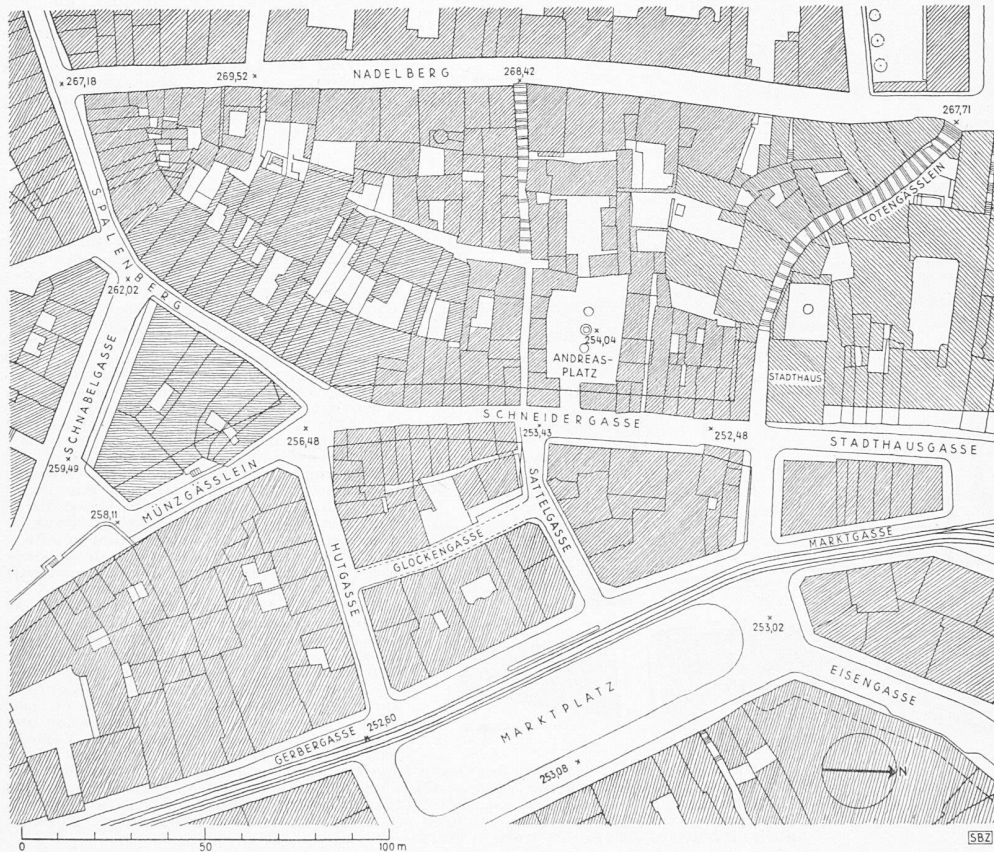 267,18
269,52
NADELBERG
268,42
267,71
SPALENBERG
TOTENGÄSSLEIN
262,02
254,04
ANDREAS-
PLATZ
STADTHAUS
SCHNABELGASSE
SCHNEIDERGASSE
256,48
253,43
252,48
STADTHAUSGASSE
259,49
MÜNZGÄSSLEIN
258,11
SATTELGASSE
HUTGASSE
GLOCKENGASSE
MARKTGASSE
253,02
EISENGASSE
MARKTPLATZ
GERBERGASSE
252,60
253,08
N
SBZ
0 50 100 m